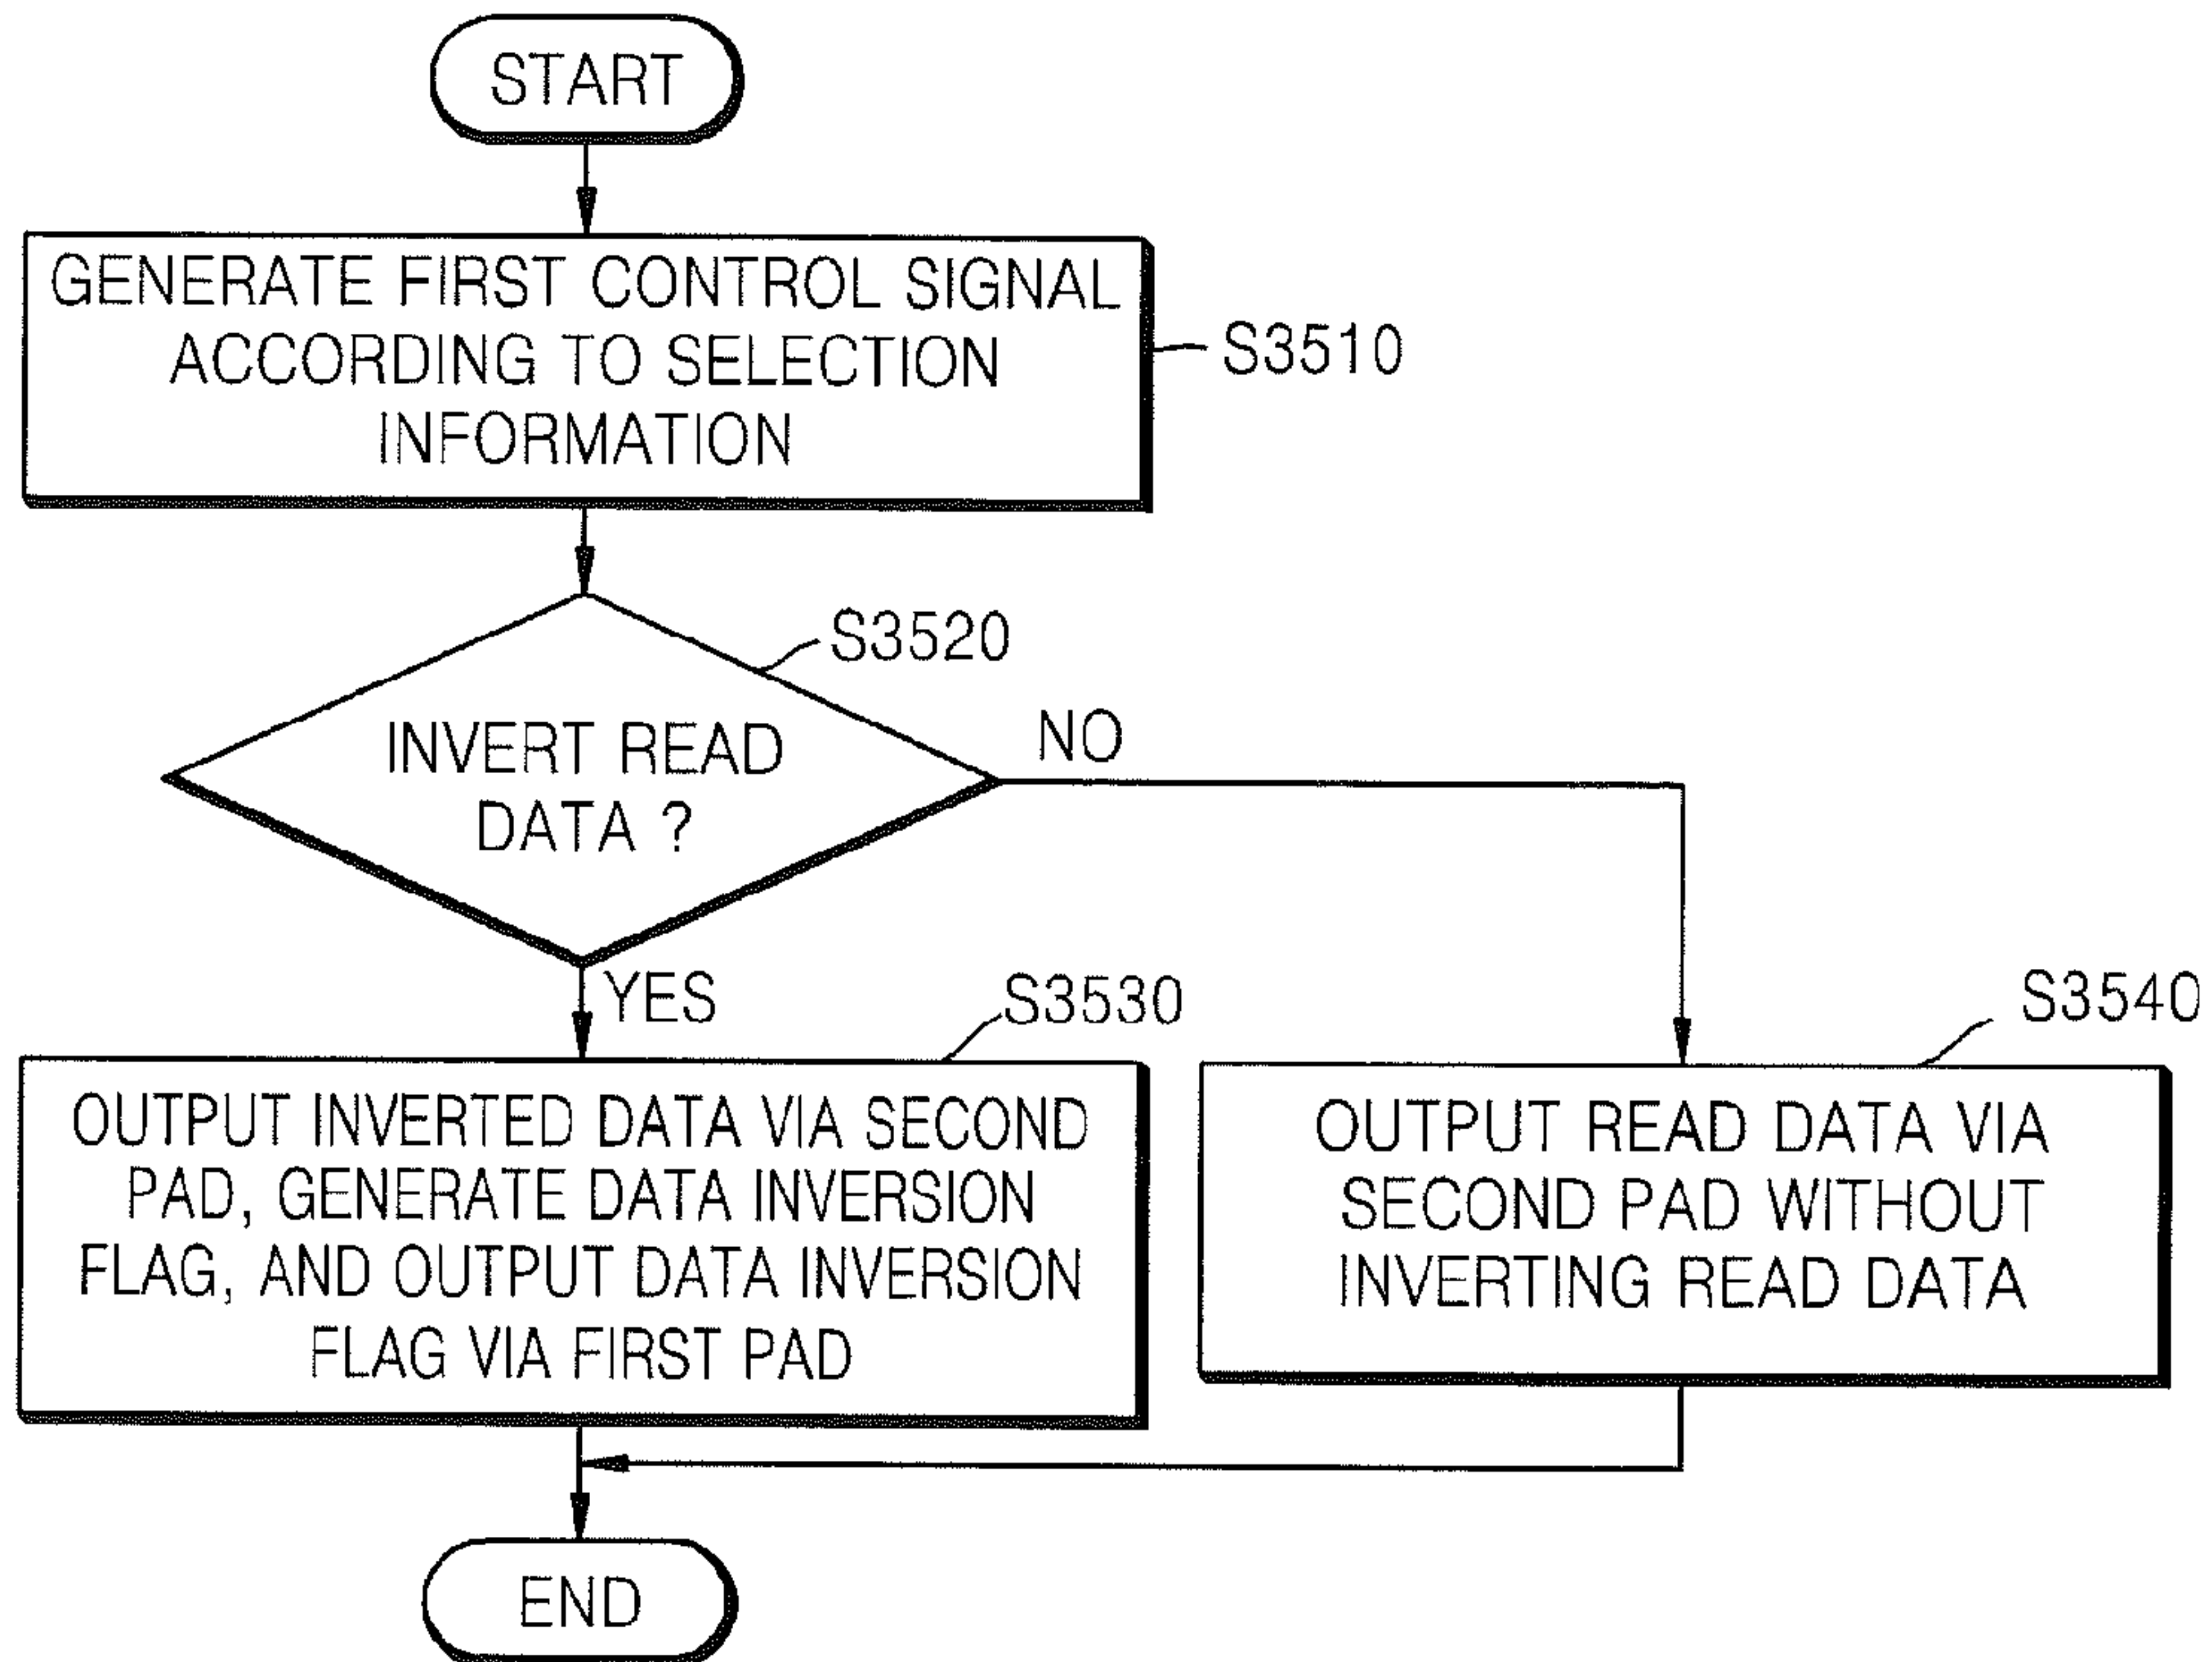 START
GENERATE FIRST CONTROL SIGNAL
ACCORDING TO SELECTION
INFORMATION
S3510
S3520
INVERT READ
DATA ?
NO
YES
S3530
OUTPUT INVERTED DATA VIA SECOND
PAD, GENERATE DATA INVERSION
FLAG, AND OUTPUT DATA INVERSION
FLAG VIA FIRST PAD
S3540
OUTPUT READ DATA VIA
SECOND PAD WITHOUT
INVERTING READ DATA
END